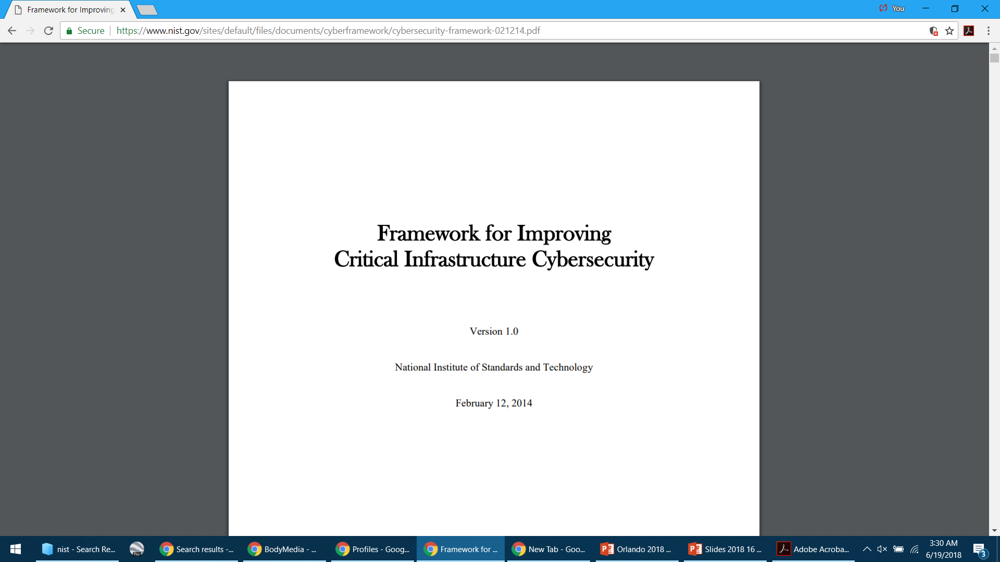 Framework for Improving
You
Secure
https://www.nist.gov/sites/default/files/documents/cyberframework/cybersecurity-framework-021214.pdf
Framework for Improving
Critical Infrastructure Cybersecurity
Version 1.0
National Institute of Standards and Technology
February 12, 2014
nist - Search Re...
Pro
Search results -...
BodyMedia - ...
Profiles - Goog...
Framework for ...
New Tab - Goo...
Orlando 2018 ...
Slides 2018 16 ...
Adobe Acroba...
3:30 AM
6/19/2018
3